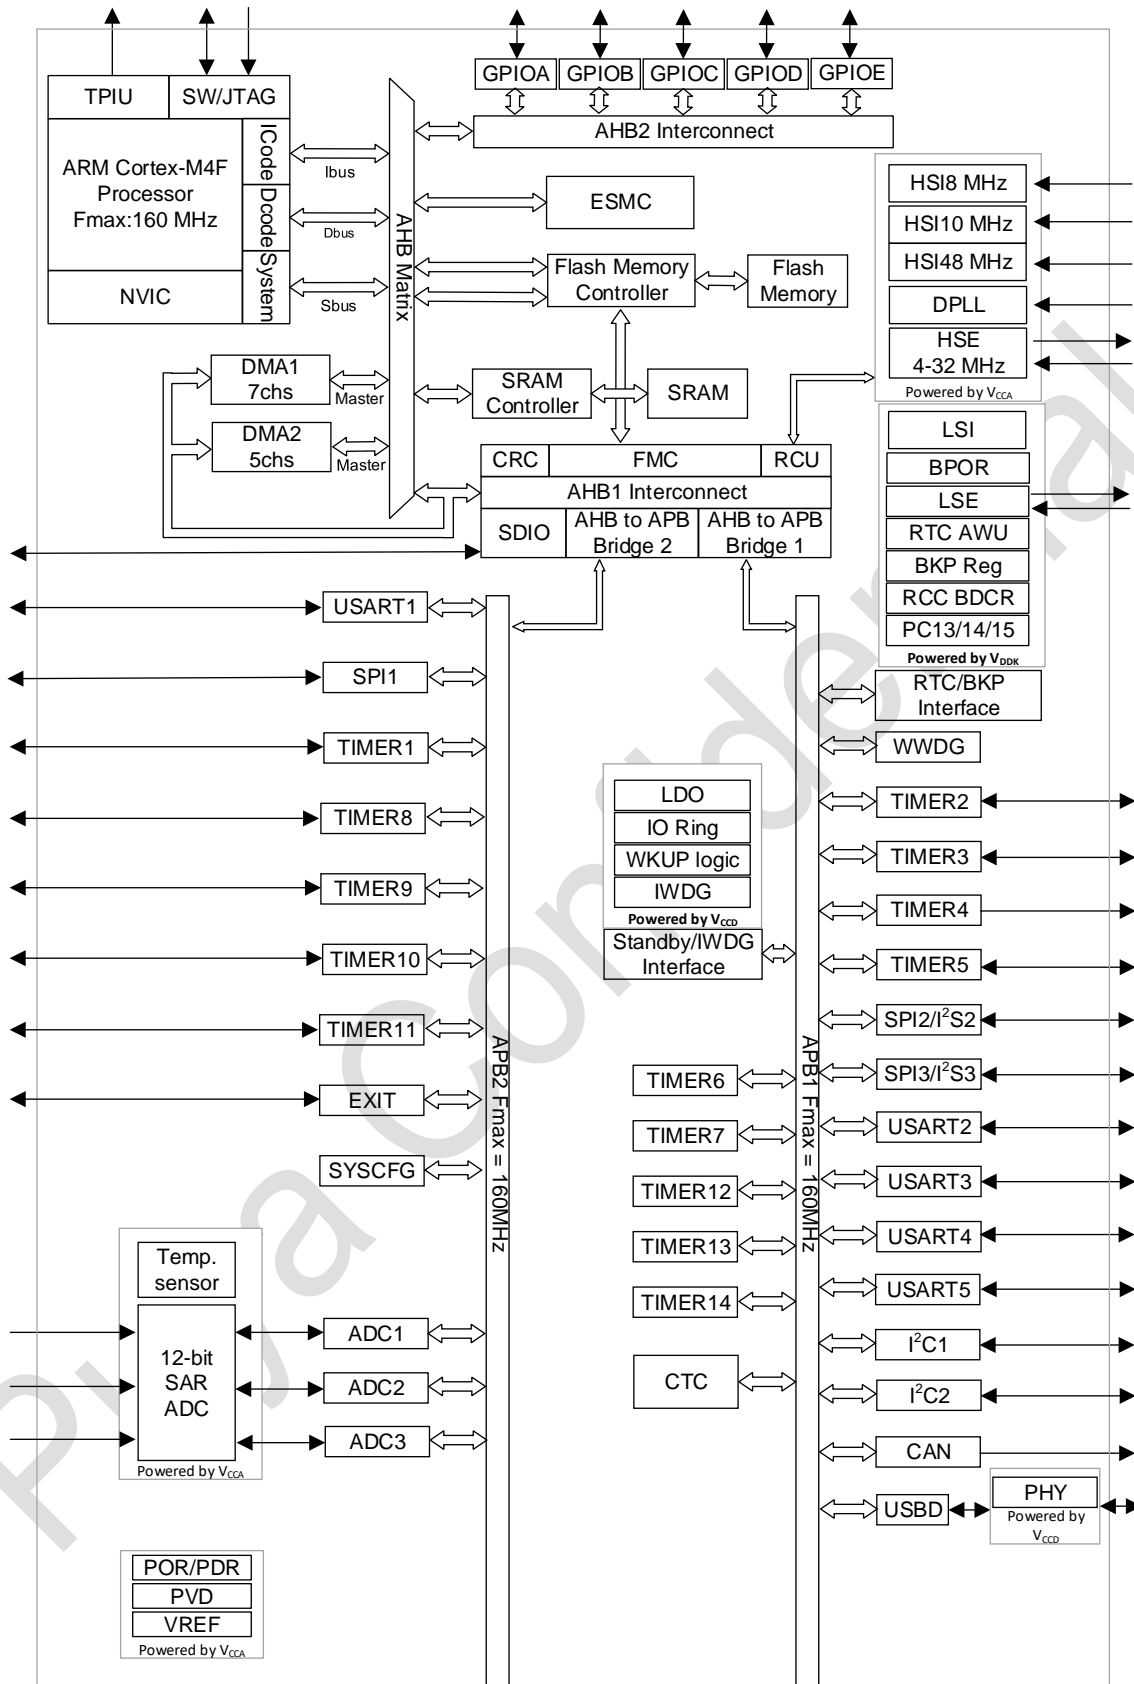 TPIU
SW/JTAG
ARM Cortex-M4F
Processor
Fmax:160 MHz
NVIC
ICode
Dcode
System
Ibus
Dbus
Sbus
AHB Matrix
GPIOA
GPIOB
GPIOC
GPIOD
GPIOE
AHB2 Interconnect
ESMC
Flash Memory
Controller
Flash
Memory
DMA1
7chs
Master
DMA2
5chs
Master
SRAM
Controller
SRAM
CRC
FMC
RCU
AHB1 Interconnect
SDIO
AHB to APB
Bridge 2
AHB to APB
Bridge 1
HSI8 MHz
HSI10 MHz
HSI48 MHz
DPLL
HSE
4-32 MHz
Powered by VCCA
LSI
BPOR
LSE
RTC AWU
BKP Reg
RCC BDCR
PC13/14/15
Powered by VDDK
RTC/BKP
Interface
WWDG
TIMER2
TIMER3
TIMER4
TIMER5
SPI2/I²S2
SPI3/I²S3
USART2
USART3
USART4
USART5
I²C1
I²C2
CAN
USBD
PHY
Powered by
VCCD
USART1
SPI1
TIMER1
TIMER8
TIMER9
TIMER10
TIMER11
EXIT
SYSCFG
APB2 Fmax = 160MHz
LDO
IO Ring
WKUP logic
IWDG
Powered by VCCD
Standby/IWDG
Interface
APB1 Fmax = 160MHz
TIMER6
TIMER7
TIMER12
TIMER13
TIMER14
CTC
Temp.
sensor
12-bit
SAR
ADC
Powered by VCCA
ADC1
ADC2
ADC3
POR/PDR
PVD
VREF
Powered by VCCA
Puya Confidential